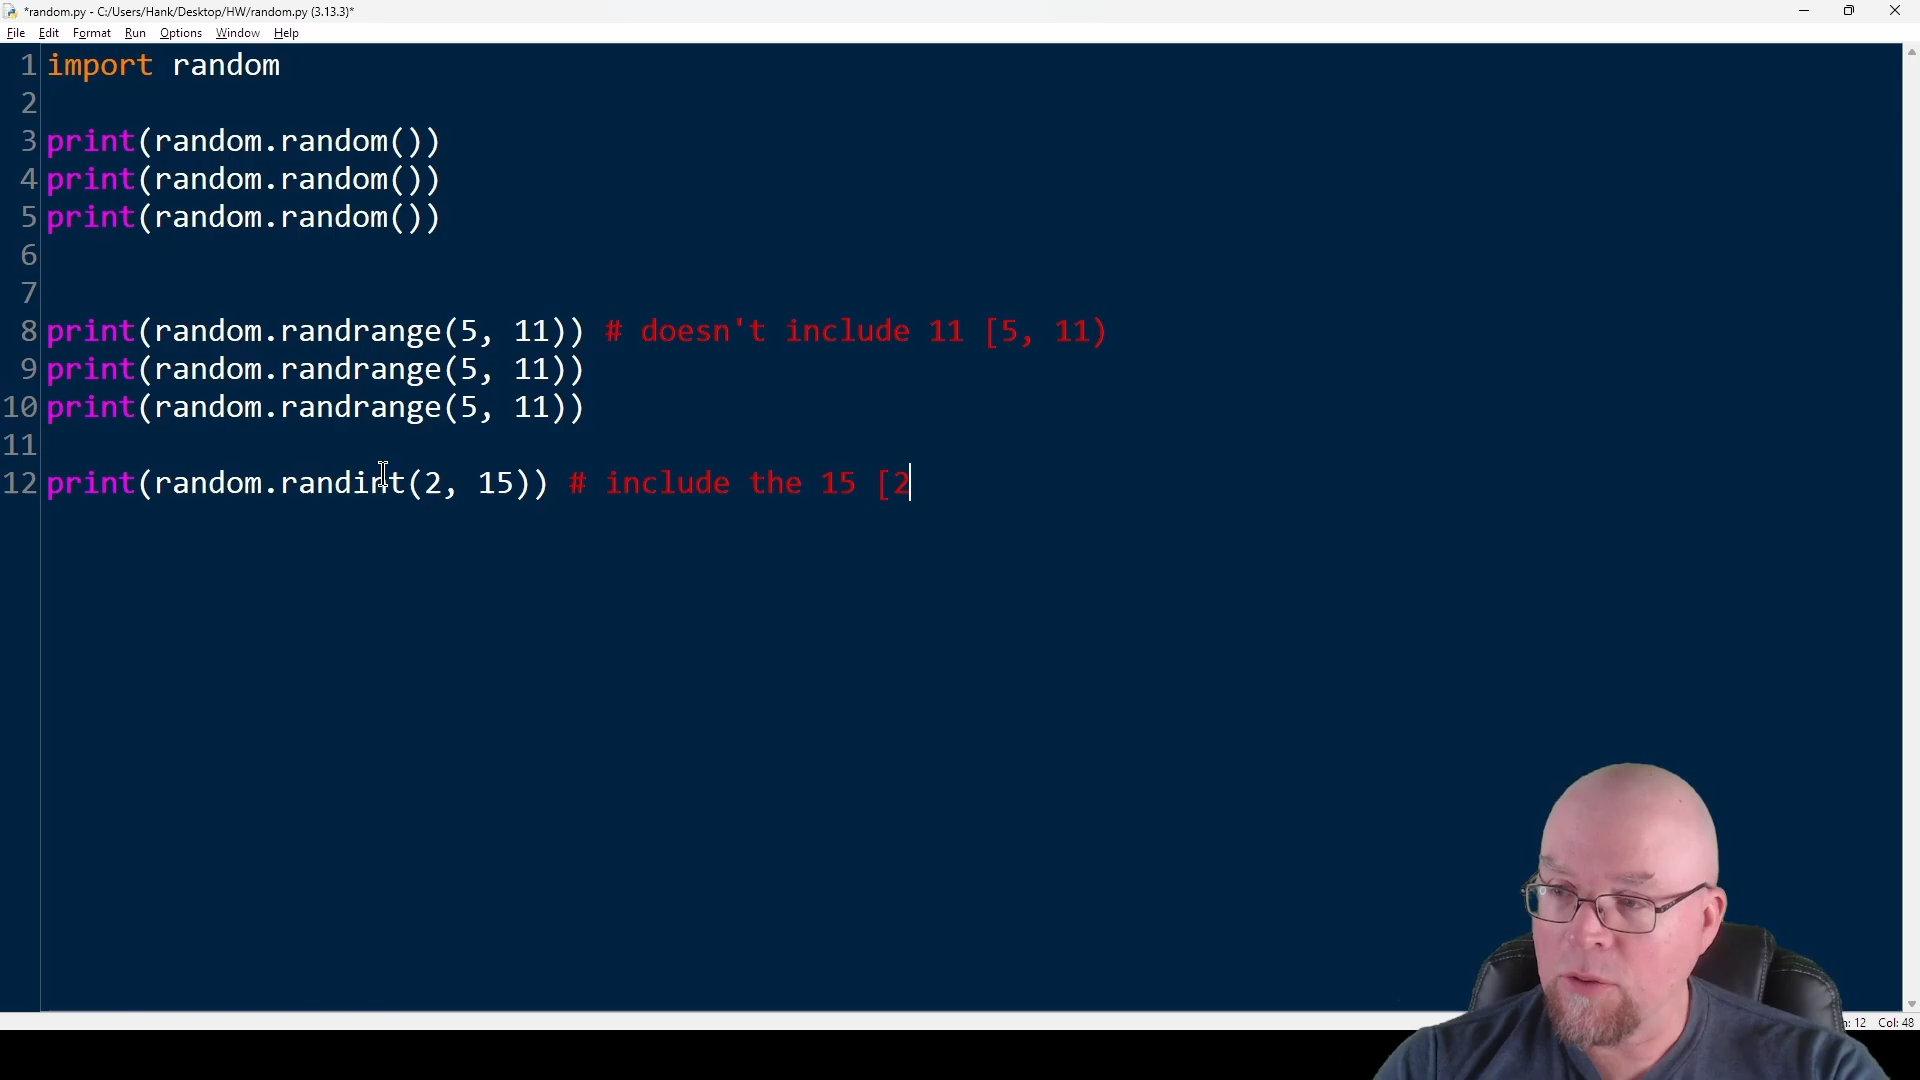 *random.py - C:/Users/Hank/Desktop/HW/random.py (3.13.3)*
File Edit Format Run Options Window Help
1 import random
2
3 print(random.random())
4 print(random.random())
5 print(random.random())
6
7
8 print(random.randrange(5, 11)) # doesn't include 11 [5, 11)
9 print(random.randrange(5, 11))
10 print(random.randrange(5, 11))
11
12 print(random.randint(2, 15)) # include the 15 [2
: 12 Col: 48